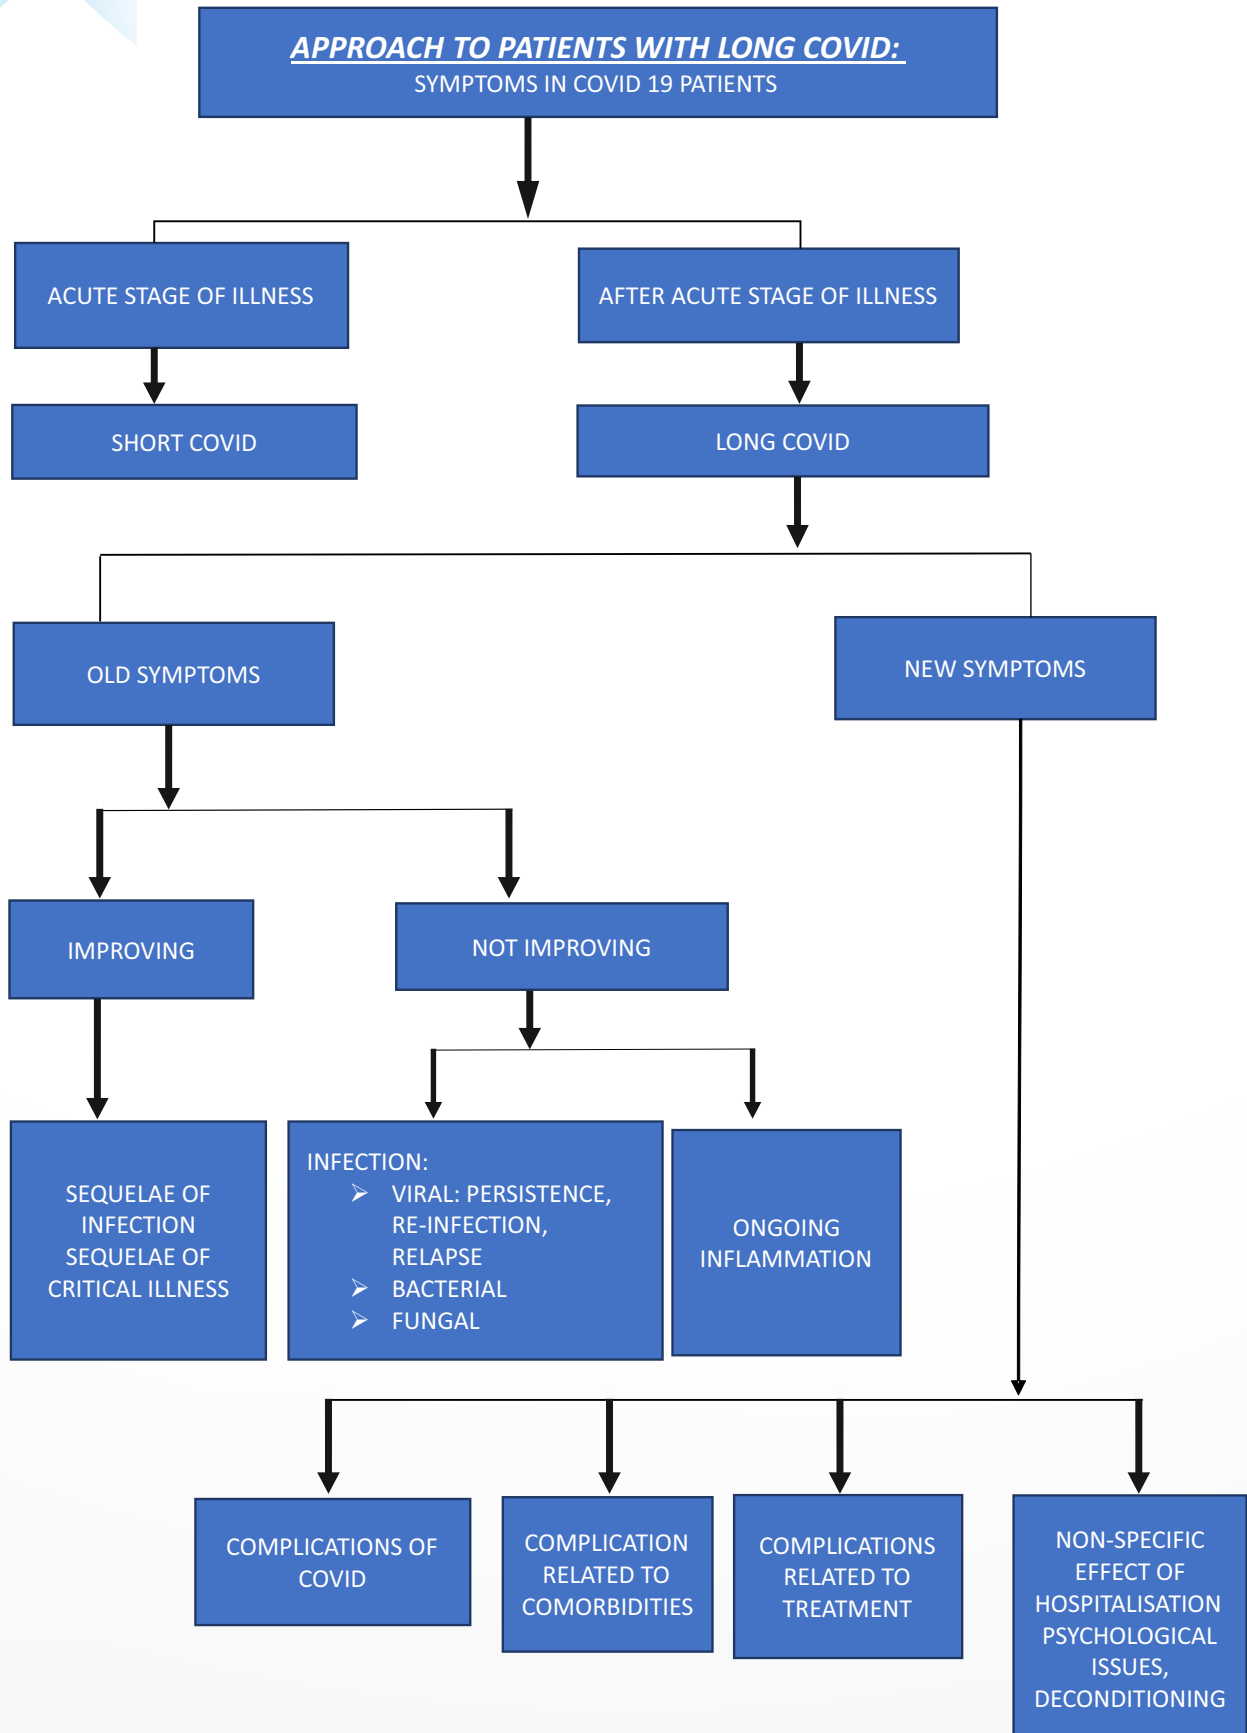 APPROACH TO PATIENTS WITH LONG COVID:
SYMPTOMS IN COVID 19 PATIENTS
ACUTE STAGE OF ILLNESS
AFTER ACUTE STAGE OF ILLNESS
SHORT COVID
LONG COVID
OLD SYMPTOMS
NEW SYMPTOMS
IMPROVING
NOT IMPROVING
SEQUELAE OF
INFECTION
SEQUELAE OF
CRITICAL ILLNESS
INFECTION:
➢ VIRAL: PERSISTENCE,
RE-INFECTION,
RELAPSE
➢ BACTERIAL
➢ FUNGAL
ONGOING
INFLAMMATION
COMPLICATIONS OF
COVID
COMPLICATION
RELATED TO
COMORBIDITIES
COMPLICATIONS
RELATED TO
TREATMENT
NON-SPECIFIC
EFFECT OF
HOSPITALISATION
PSYCHOLOGICAL
ISSUES,
DECONDITIONING